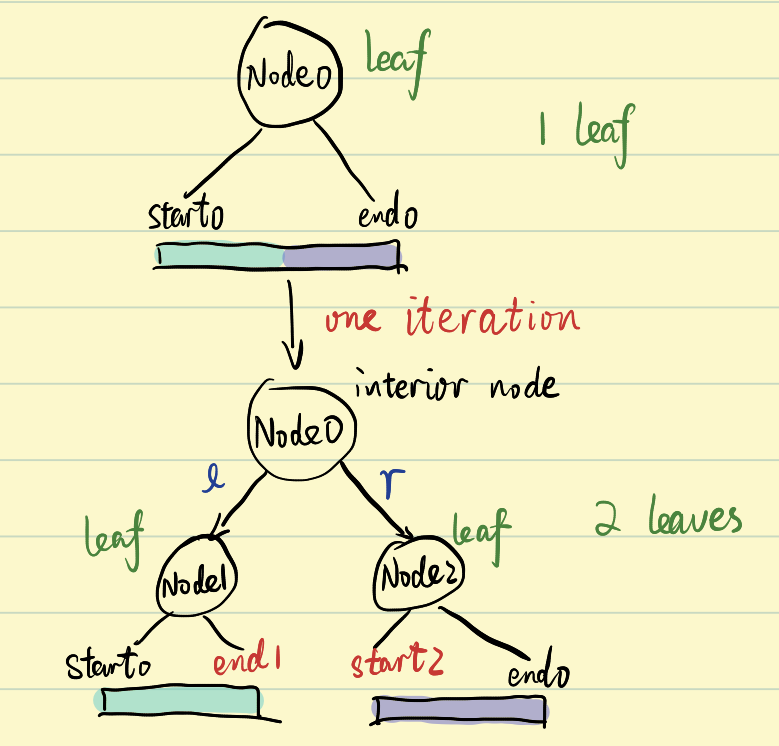 Node0 leaf
1 leaf
start0 end0
one iteration
interior node
Node0
l r
leaf leaf 2 leaves
Node1 Node2
start0 end1 start2 end0